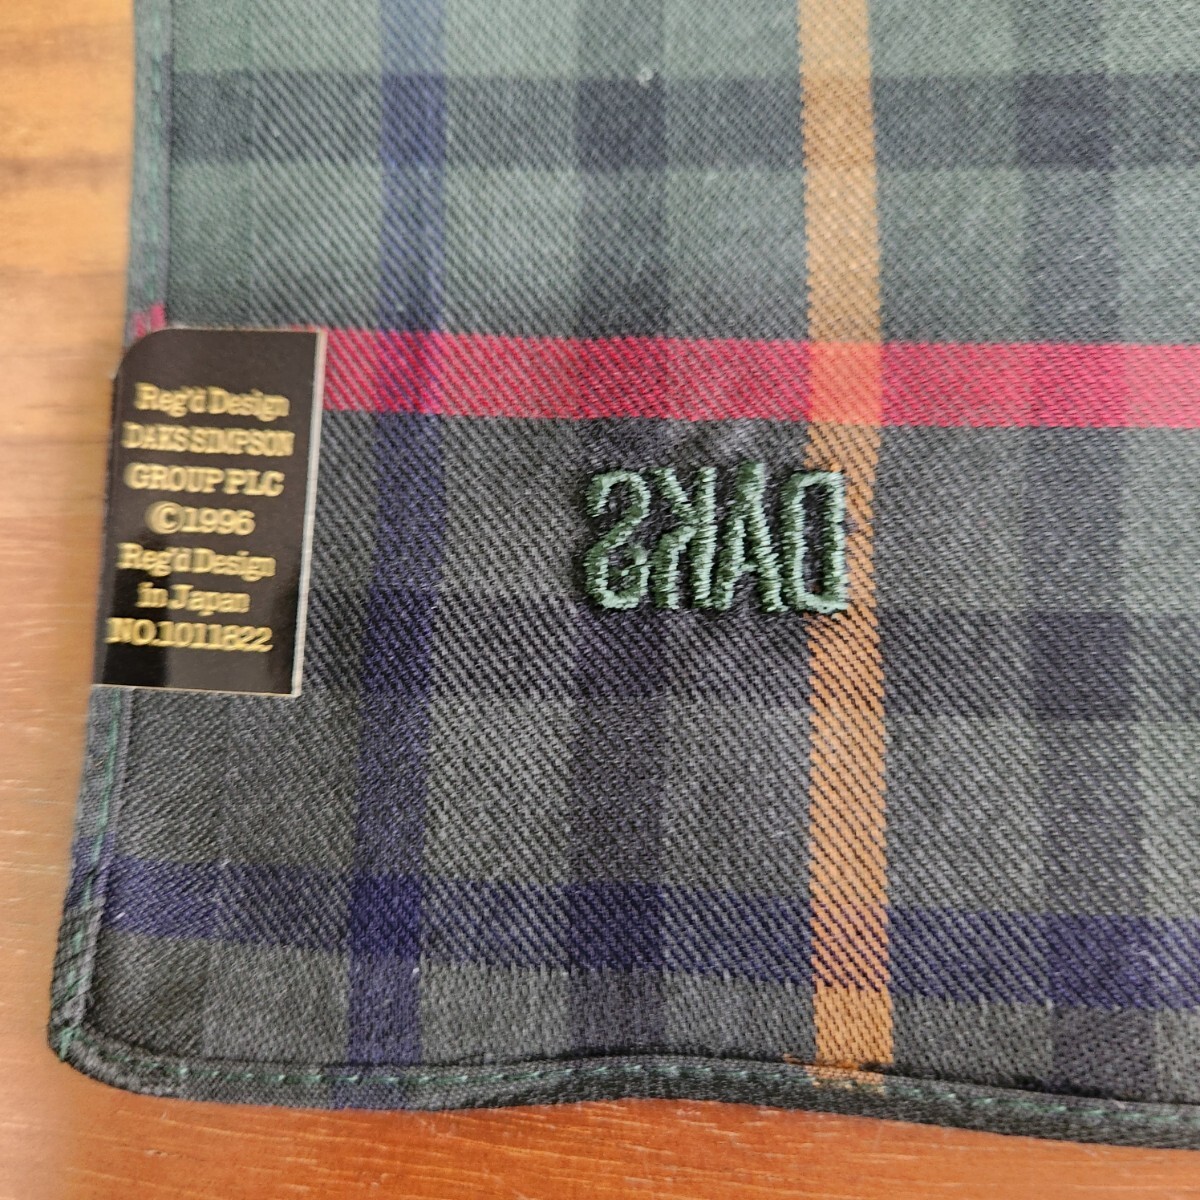 Reg'd Design
DAKS SIMPSON
GROUP PLC
©1996
Reg'd Design
in Japan
NO.1011822
DAKS